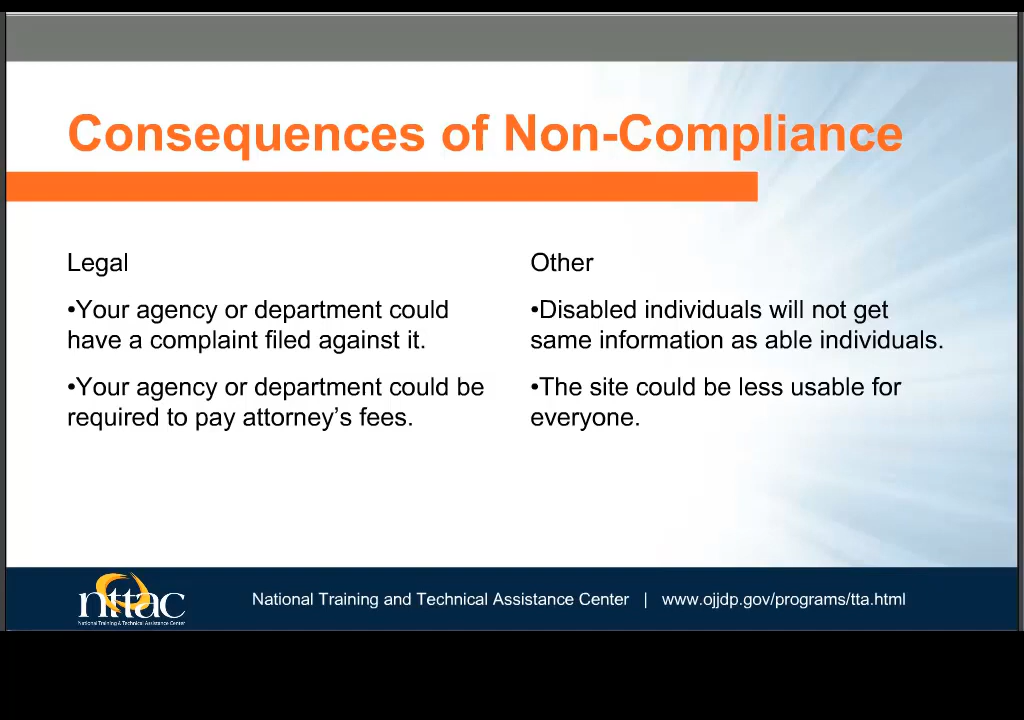 Consequences of Non-Compliance
Legal
•Your agency or department could
have a complaint filed against it.
•Your agency or department could be
required to pay attorney’s fees.
Other
•Disabled individuals will not get
same information as able individuals.
•The site could be less usable for
everyone.
nttac
National Training & Technical Assistance Center
National Training and Technical Assistance Center | www.ojjdp.gov/programs/tta.html